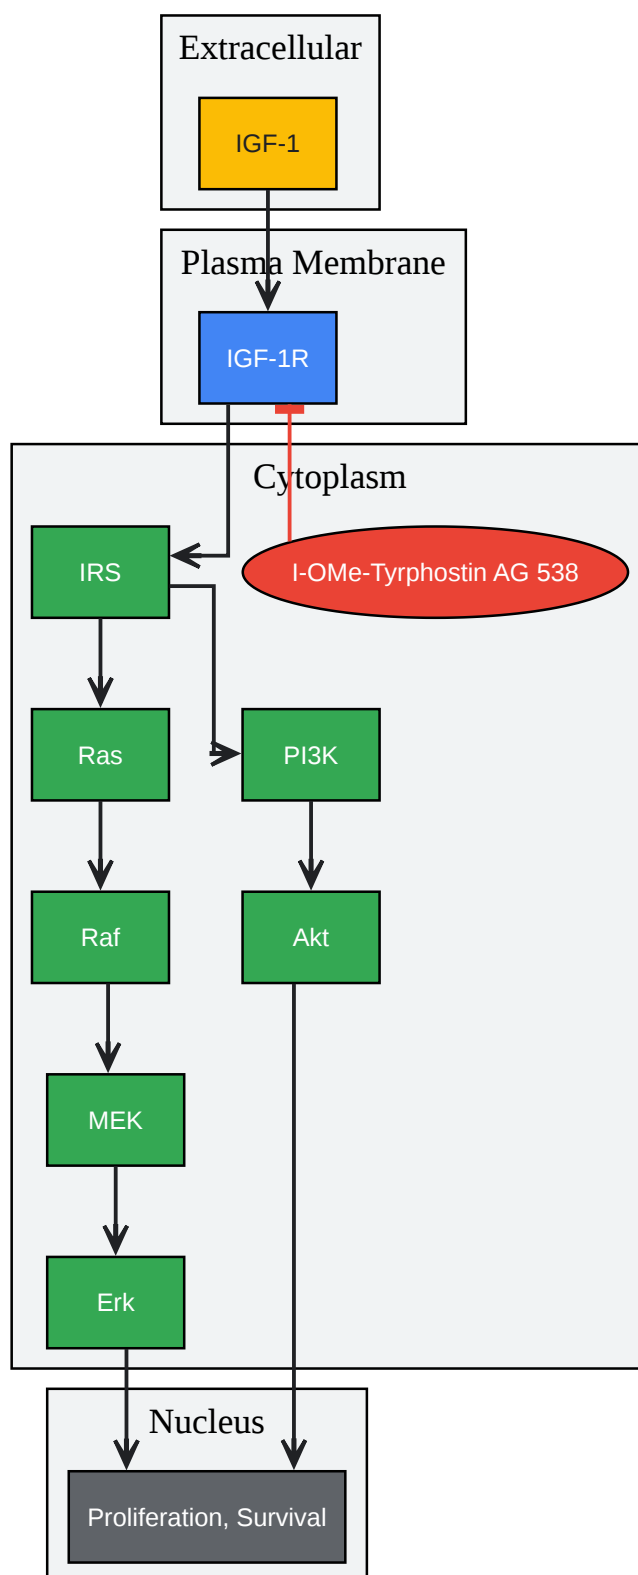 Extracellular
IGF-1
Plasma Membrane
IGF-1R
Cytoplasm
IRS
I-OMe-Tyrphostin AG 538
Ras
PI3K
Raf
Akt
MEK
Erk
Nucleus
Proliferation, Survival